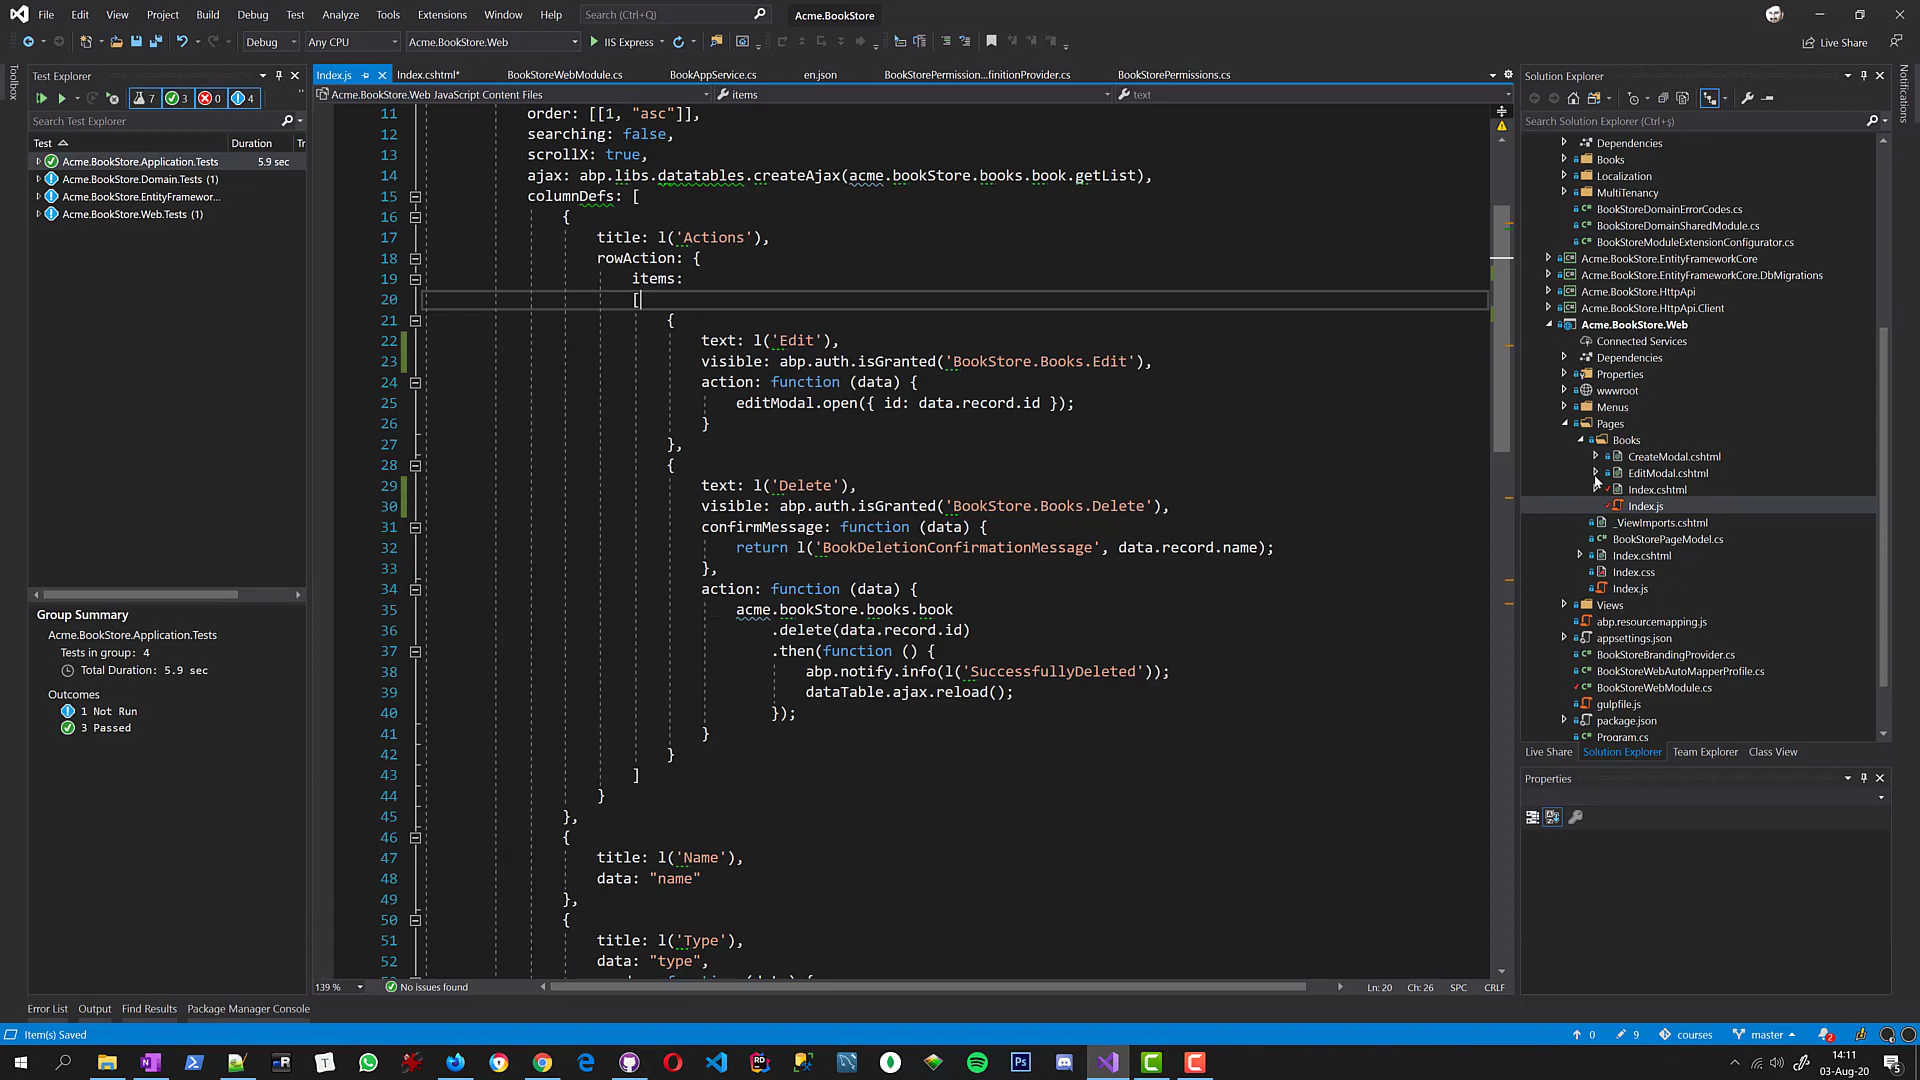 File Edit View Project Build Debug Test Analyze Tools Extensions Window Help Search (Ctrl+Q) Acme.BookStore
Debug Any CPU Acme.BookStore.Web IIS Express Live Share
Toolbox
Test Explorer
7 3 0 4
Search Test Explorer
Test Duration Tr
Acme.BookStore.Application.Tests 5.9 sec
Acme.BookStore.Domain.Tests (1)
Acme.BookStore.EntityFramewor...
Acme.BookStore.Web.Tests (1)
Group Summary
Acme.BookStore.Application.Tests
Tests in group: 4
Total Duration: 5.9 sec
Outcomes
1 Not Run
3 Passed
Index.js Index.cshtml* BookStoreWebModule.cs BookAppService.cs en.json BookStorePermission...finitionProvider.cs BookStorePermissions.cs
Acme.BookStore.Web JavaScript Content Files items text
11 order: [[1, "asc"]],
12 searching: false,
13 scrollX: true,
14 ajax: abp.libs.datatables.createAjax(acme.bookStore.books.book.getList),
15 columnDefs: [
16 {
17 title: l('Actions'),
18 rowAction: {
19 items:
20 [
21 {
22 text: l('Edit'),
23 visible: abp.auth.isGranted('BookStore.Books.Edit'),
24 action: function (data) {
25 editModal.open({ id: data.record.id });
26 }
27 },
28 {
29 text: l('Delete'),
30 visible: abp.auth.isGranted('BookStore.Books.Delete'),
31 confirmMessage: function (data) {
32 return l('BookDeletionConfirmationMessage', data.record.name);
33 },
34 action: function (data) {
35 acme.bookStore.books.book
36 .delete(data.record.id)
37 .then(function () {
38 abp.notify.info(l('SuccessfullyDeleted'));
39 dataTable.ajax.reload();
40 });
41 }
42 }
43 ]
44 }
45 },
46 {
47 title: l('Name'),
48 data: "name"
49 },
50 {
51 title: l('Type'),
52 data: "type",
139 % No issues found Ln: 20 Ch: 26 SPC CRLF
Solution Explorer
Search Solution Explorer (Ctrl+ş)
Dependencies
Books
Localization
MultiTenancy
BookStoreDomainErrorCodes.cs
BookStoreDomainSharedModule.cs
BookStoreModuleExtensionConfigurator.cs
Acme.BookStore.EntityFrameworkCore
Acme.BookStore.EntityFrameworkCore.DbMigrations
Acme.BookStore.HttpApi
Acme.BookStore.HttpApi.Client
Acme.BookStore.Web
Connected Services
Dependencies
Properties
wwwroot
Menus
Pages
Books
CreateModal.cshtml
EditModal.cshtml
Index.cshtml
Index.js
_ViewImports.cshtml
BookStorePageModel.cs
Index.cshtml
Index.css
Index.js
Views
abp.resourcemapping.js
appsettings.json
BookStoreBrandingProvider.cs
BookStoreWebAutoMapperProfile.cs
BookStoreWebModule.cs
gulpfile.js
package.json
Program.cs
Live Share Solution Explorer Team Explorer Class View
Properties
Notifications
Error List Output Find Results Package Manager Console
Item(s) Saved 0 9 courses master 2
14:11
03-Aug-20
5